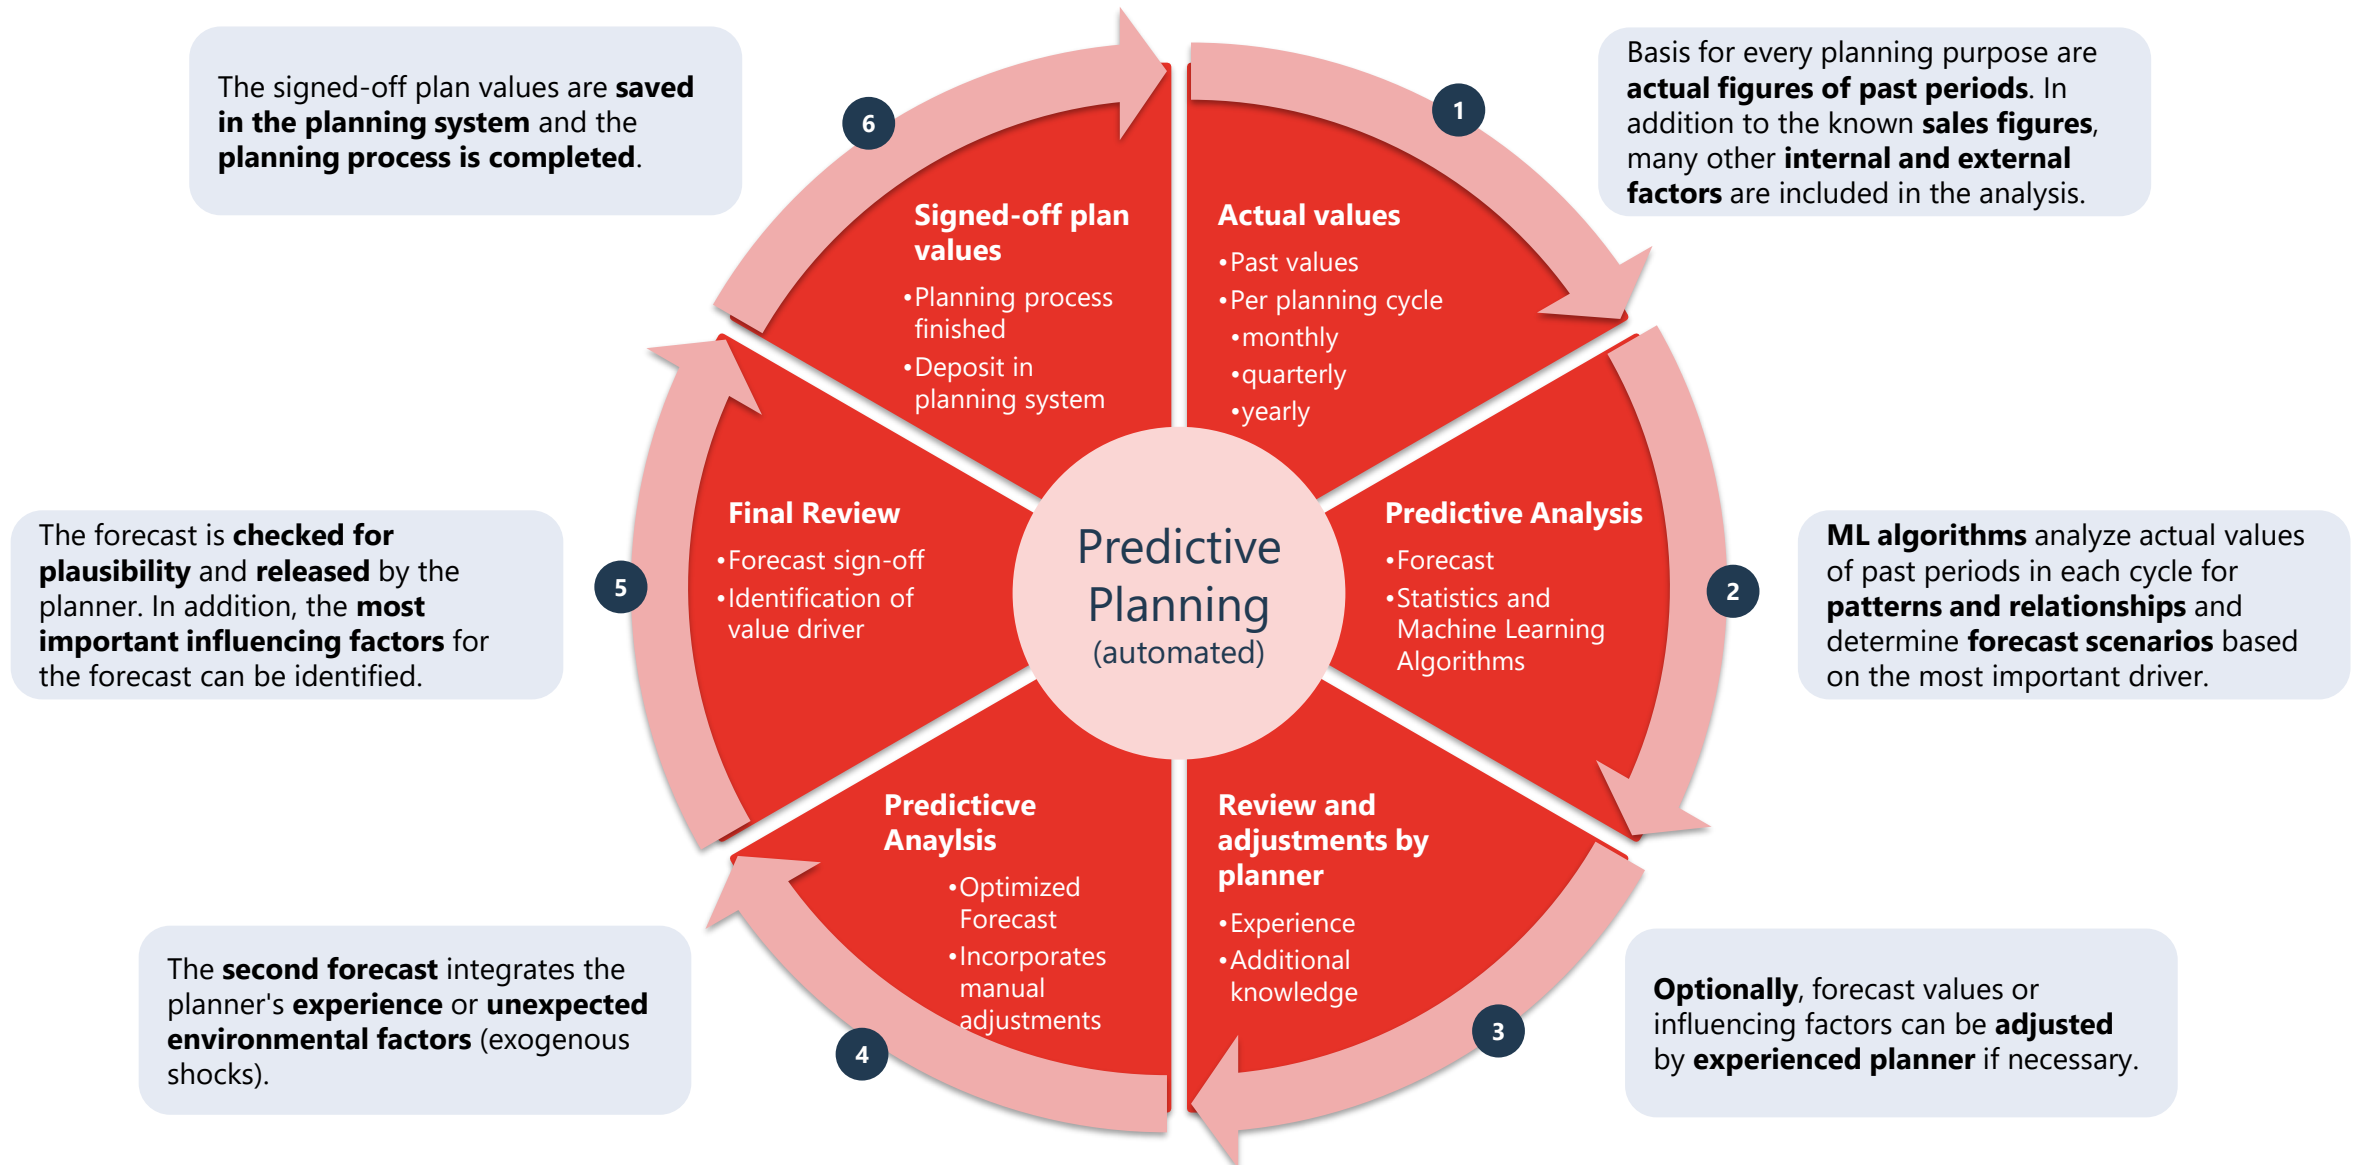 Predictive
Planning
(automated)
1
Basis for every planning purpose are
actual figures of past periods. In
addition to the known sales figures,
many other internal and external
factors are included in the analysis.
Actual values
•Past values
•Per planning cycle
•monthly
•quarterly
•yearly
2
ML algorithms analyze actual values
of past periods in each cycle for
patterns and relationships and
determine forecast scenarios based
on the most important driver.
Predictive Analysis
•Forecast
•Statistics and
Machine Learning
Algorithms
3
Optionally, forecast values or
influencing factors can be adjusted
by experienced planner if necessary.
Review and
adjustments by
planner
•Experience
•Additional
knowledge
4
The second forecast integrates the
planner's experience or unexpected
environmental factors (exogenous
shocks).
Predicticve
Anaylsis
•Optimized
Forecast
•Incorporates
manual
adjustments
5
The forecast is checked for
plausibility and released by the
planner. In addition, the most
important influencing factors for
the forecast can be identified.
Final Review
•Forecast sign-off
•Identification of
value driver
6
The signed-off plan values are saved
in the planning system and the
planning process is completed.
Signed-off plan
values
•Planning process
finished
•Deposit in
planning system